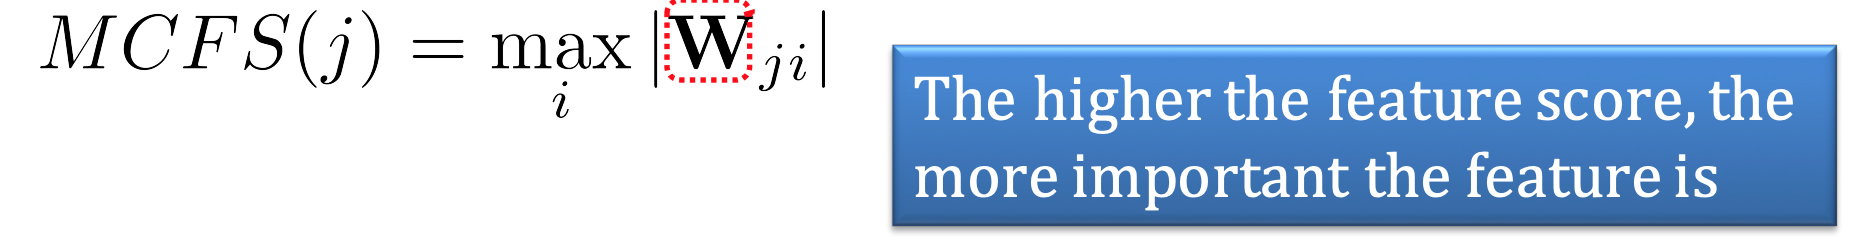 MCFS(j) = max_i |W_ji|
The higher the feature score, the
more important the feature is